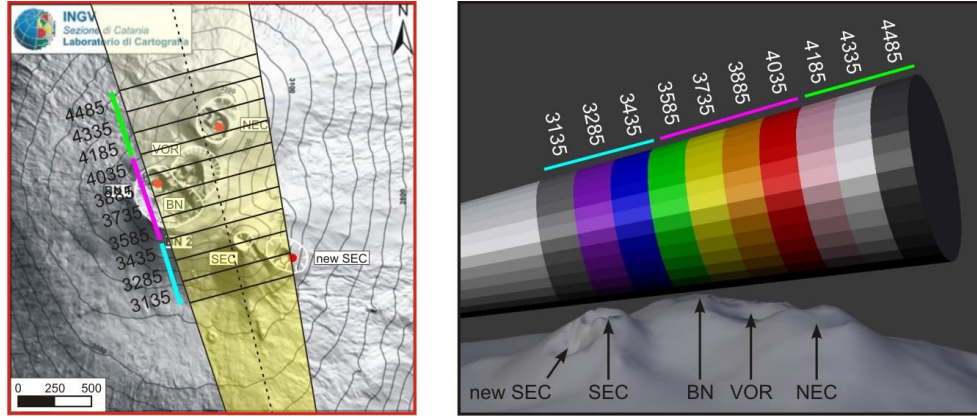 INGV
Sezione di Catania
Laboratorio di Cartografia
N
4485
4335
4185
4035
3885
3735
3585
3435
3285
3135
NEC
VOR
BN
BN 2
SEC
new SEC
0 250 500
3135
3285
3435
3585
3735
3885
4035
4185
4335
4485
new SEC
SEC
BN
VOR
NEC